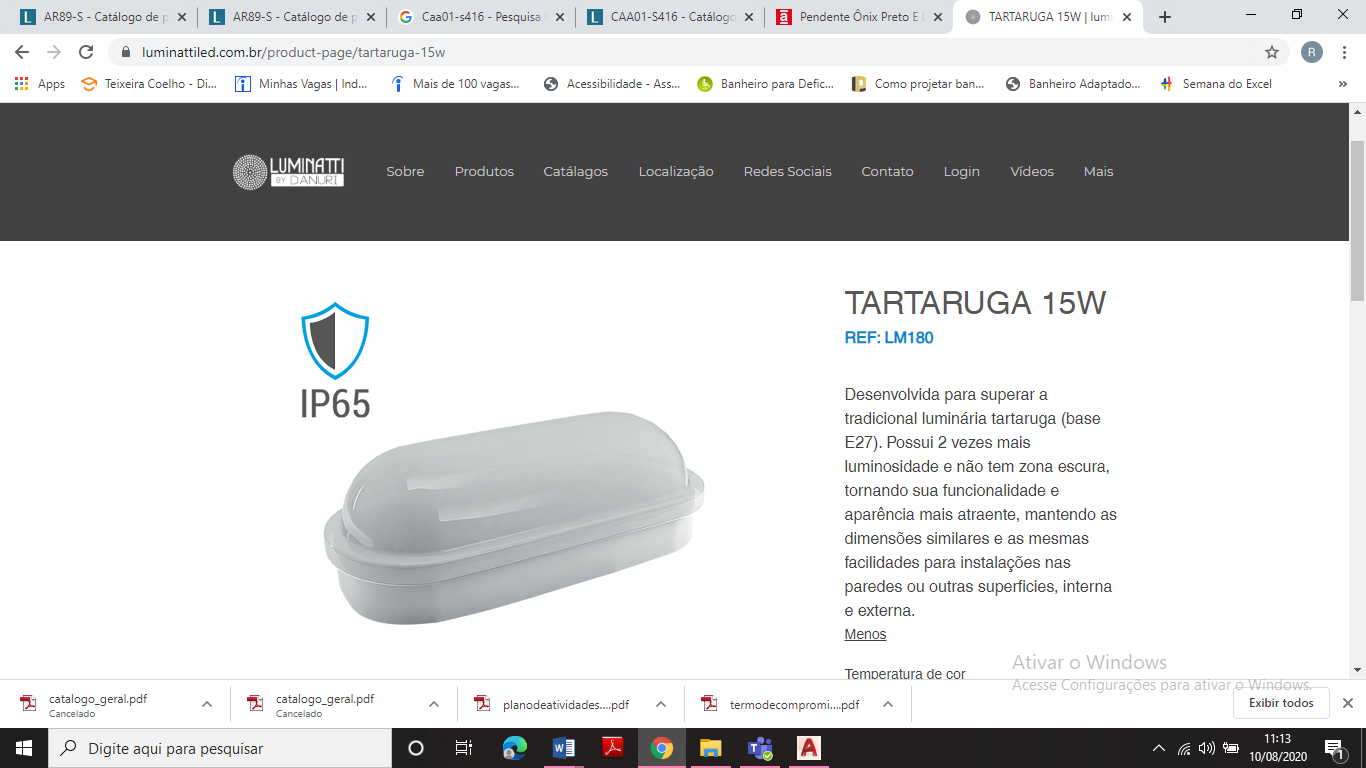 AR89-S - Catálogo de p
AR89-S - Catálogo de p
Caa01-s416 - Pesquisa
CAA01-S416 - Catálogo
Pendente Ônix Preto E
TARTARUGA 15W | lumi
luminattiled.com.br/product-page/tartaruga-15w
R
Apps
Teixeira Coelho - Di...
Minhas Vagas | Ind...
Mais de 100 vagas...
Acessibilidade - Ass...
Banheiro para Defic...
Como projetar ban...
Banheiro Adaptado...
Semana do Excel
LUMINATTI
BY DANURI
Sobre
Produtos
Catálagos
Localização
Redes Sociais
Contato
Login
Vídeos
Mais
IP65
TARTARUGA 15W
REF: LM180
Desenvolvida para superar a
tradicional luminária tartaruga (base
E27). Possui 2 vezes mais
luminosidade e não tem zona escura,
tornando sua funcionalidade e
aparência mais atraente, mantendo as
dimensões similares e as mesmas
facilidades para instalações nas
paredes ou outras superficies, interna
e externa.
Menos
Temperatura de cor
Ativar o Windows
Acesse Configurações para ativar o Windows.
catalogo_geral.pdf
Cancelado
catalogo_geral.pdf
Cancelado
planodeatividades....pdf
termodecompromi....pdf
Exibir todos
Digite aqui para pesquisar
11:13
10/08/2020
1